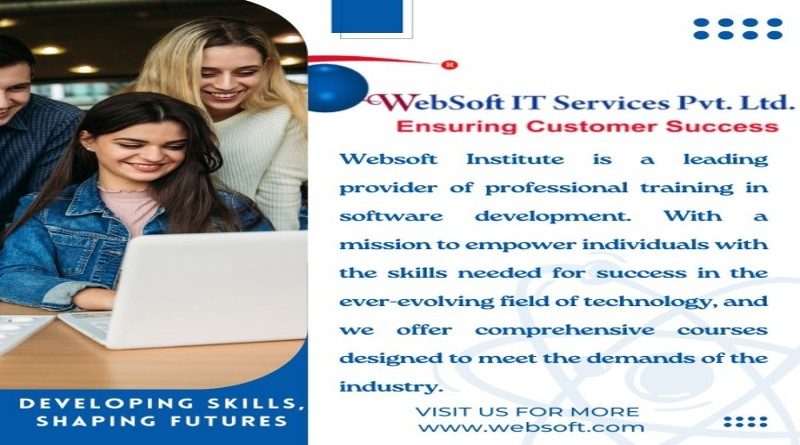 WebSoft IT Services Pvt. Ltd.
®
Ensuring Customer Success
Websoft Institute is a leading
provider of professional training in
software development. With a
mission to empower individuals with
the skills needed for success in the
ever-evolving field of technology, and
we offer comprehensive courses
designed to meet the demands of the
industry.
VISIT US FOR MORE
www.websoft.com
DEVELOPING SKILLS,
SHAPING FUTURES